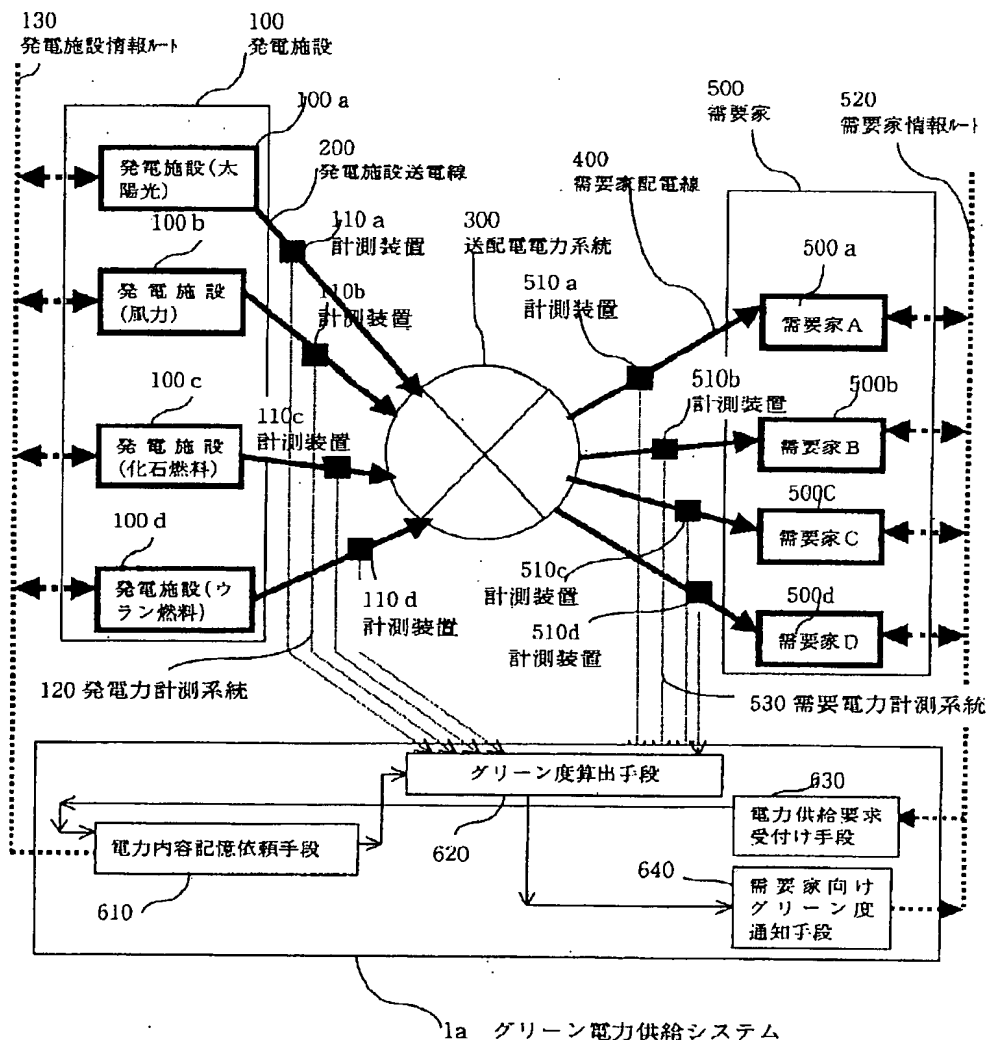 130
発電施設情報ルート
100
発電施設
100a
発電施設(太
陽光)
200
発電施設送電線
110a
計測装置
100b
発電施設
(風力)
110b
計測装置
100c
発電施設
(化石燃料)
110c
計測装置
100d
発電施設(ウ
ラン燃料)
110d
計測装置
120 発電力計測系統
300
送配電電力系統
400
需要家配電線
500
需要家
520
需要家情報ルート
510a
計測装置
500a
需要家A
510b
計測装置
500b
需要家B
500C
需要家C
510c
計測装置
510d
計測装置
500d
需要家D
530 需要電力計測系統
グリーン度算出手段
620
630
電力供給要求
受付け手段
電力内容記憶依頼手段
610
640
需要家向け
グリーン度
通知手段
1a グリーン電力供給システム